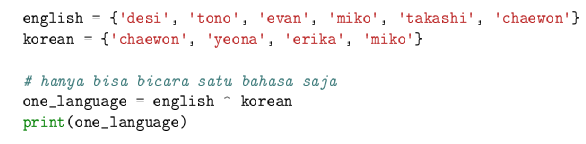 english = {'desi', 'tono', 'evan', 'miko', 'takashi', 'chaewon'}
korean = {'chaewon', 'yeona', 'erika', 'miko'}
# hanya bisa bicara satu bahasa saja
one_language = english ^ korean
print(one_language)